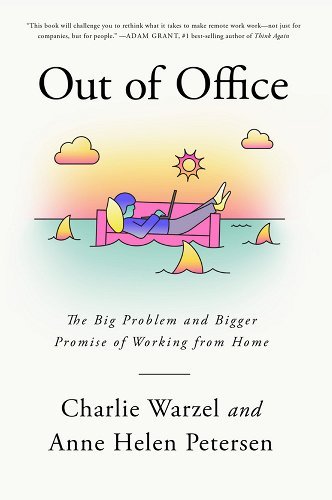 "This book will challenge you to rethink what it takes to make remote work work—not just for
companies, but for people." —ADAM GRANT, #1 best-selling author of Think Again
Out of Office
The Big Problem and Bigger
Promise of Working from Home
Charlie Warzel and
Anne Helen Petersen